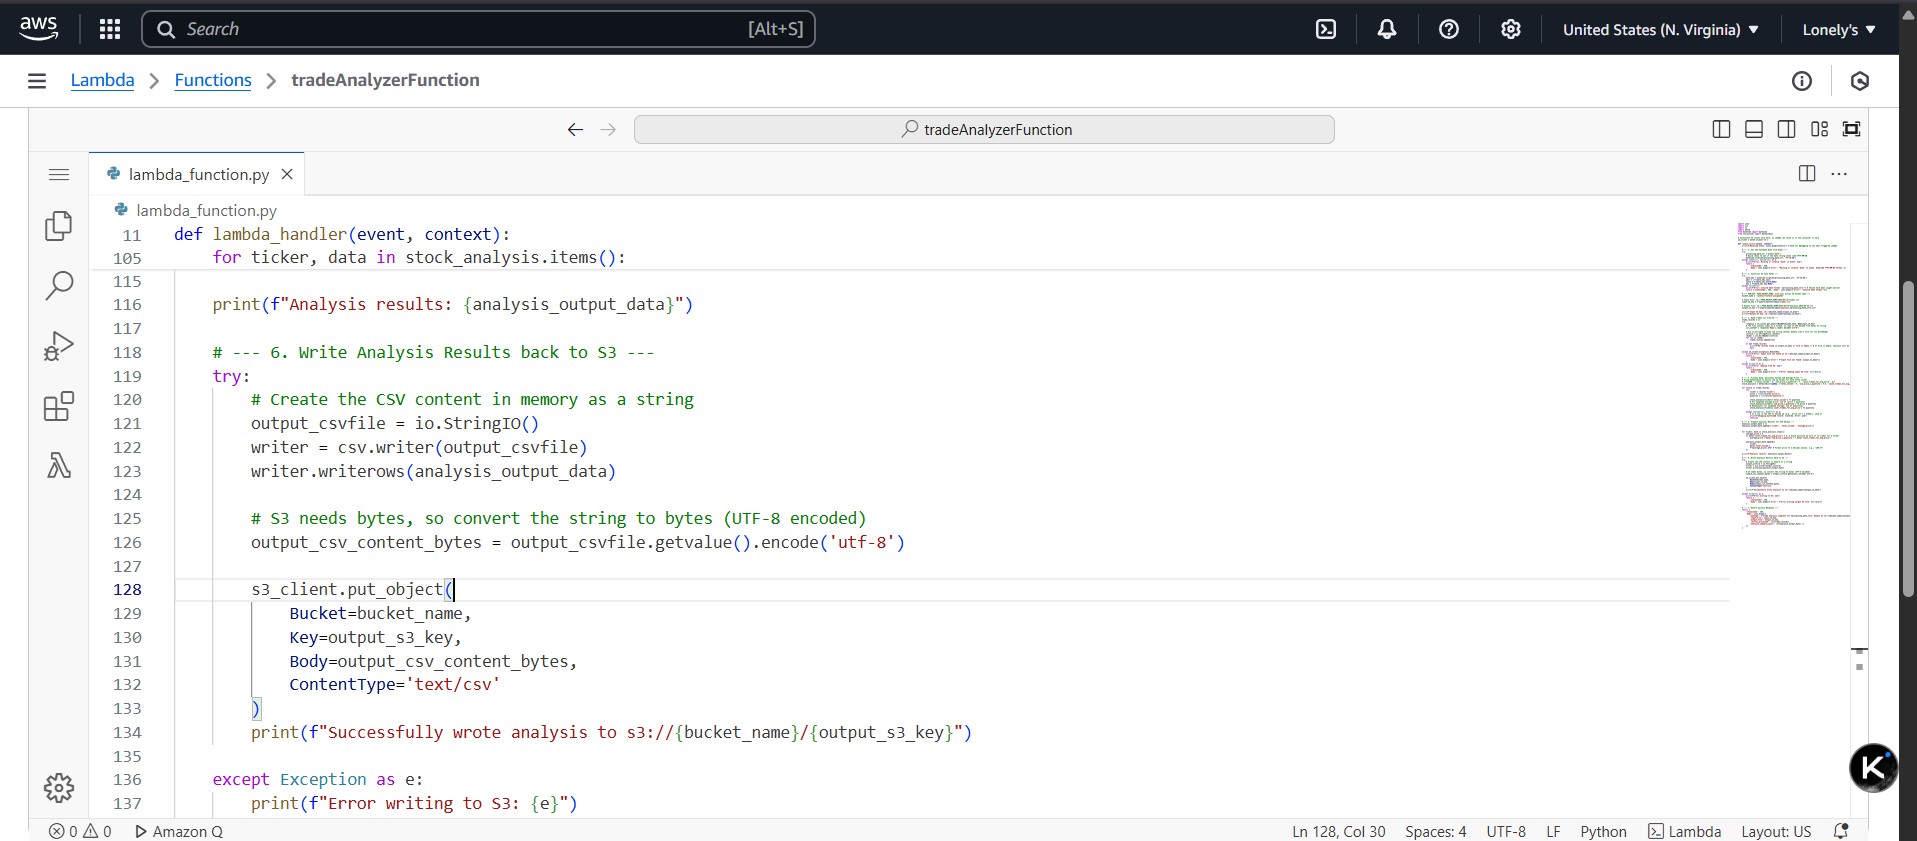 aws
Search [Alt+S] United States (N. Virginia) ▼ Lonely's ▼
Lambda > Functions > tradeAnalyzerFunction
tradeAnalyzerFunction
lambda_function.py
lambda_function.py
11 def lambda_handler(event, context):
105 for ticker, data in stock_analysis.items():
115
116 print(f"Analysis results: {analysis_output_data}")
117
118 # --- 6. Write Analysis Results back to S3 ---
119 try:
120 # Create the CSV content in memory as a string
121 output_csvfile = io.StringIO()
122 writer = csv.writer(output_csvfile)
123 writer.writerows(analysis_output_data)
124
125 # S3 needs bytes, so convert the string to bytes (UTF-8 encoded)
126 output_csv_content_bytes = output_csvfile.getvalue().encode('utf-8')
127
128 s3_client.put_object(
129 Bucket=bucket_name,
130 Key=output_s3_key,
131 Body=output_csv_content_bytes,
132 ContentType='text/csv'
133 )
134 print(f"Successfully wrote analysis to s3://{bucket_name}/{output_s3_key}")
135
136 except Exception as e:
137 print(f"Error writing to S3: {e}")
K
0 0 Amazon Q Ln 128, Col 30 Spaces: 4 UTF-8 LF Python Lambda Layout: US